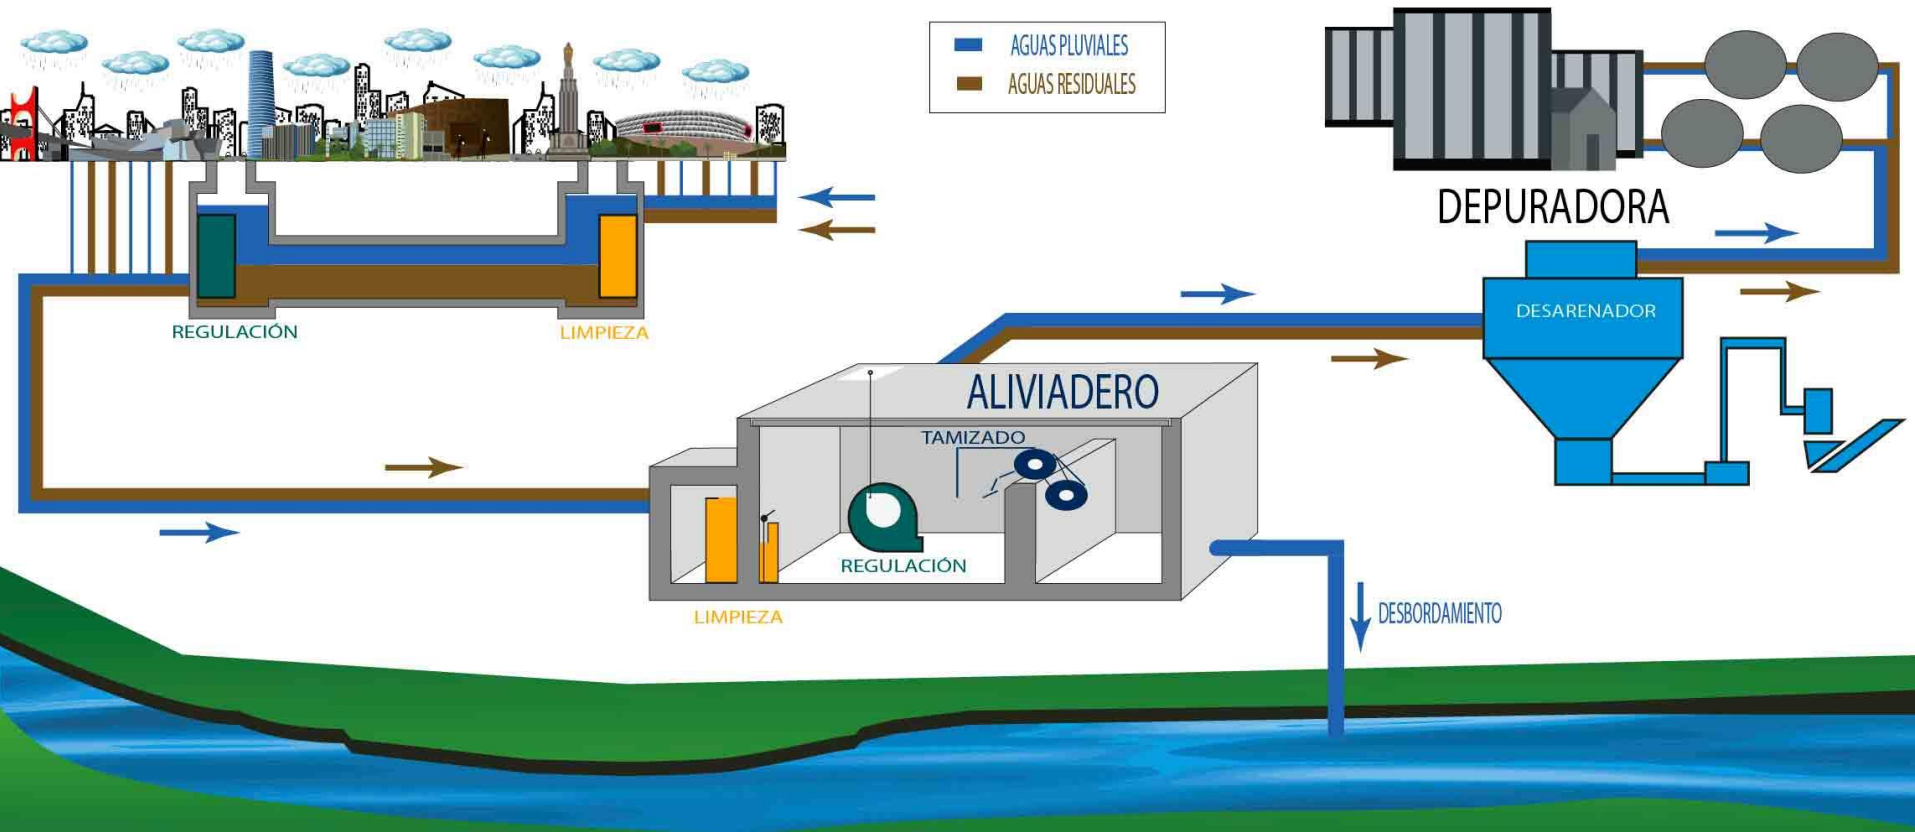 AGUAS PLUVIALES
AGUAS RESIDUALES
DEPURADORA
DESARENADOR
REGULACIÓN
LIMPIEZA
ALIVIADERO
TAMIZADO
REGULACIÓN
LIMPIEZA
DESBORDAMIENTO